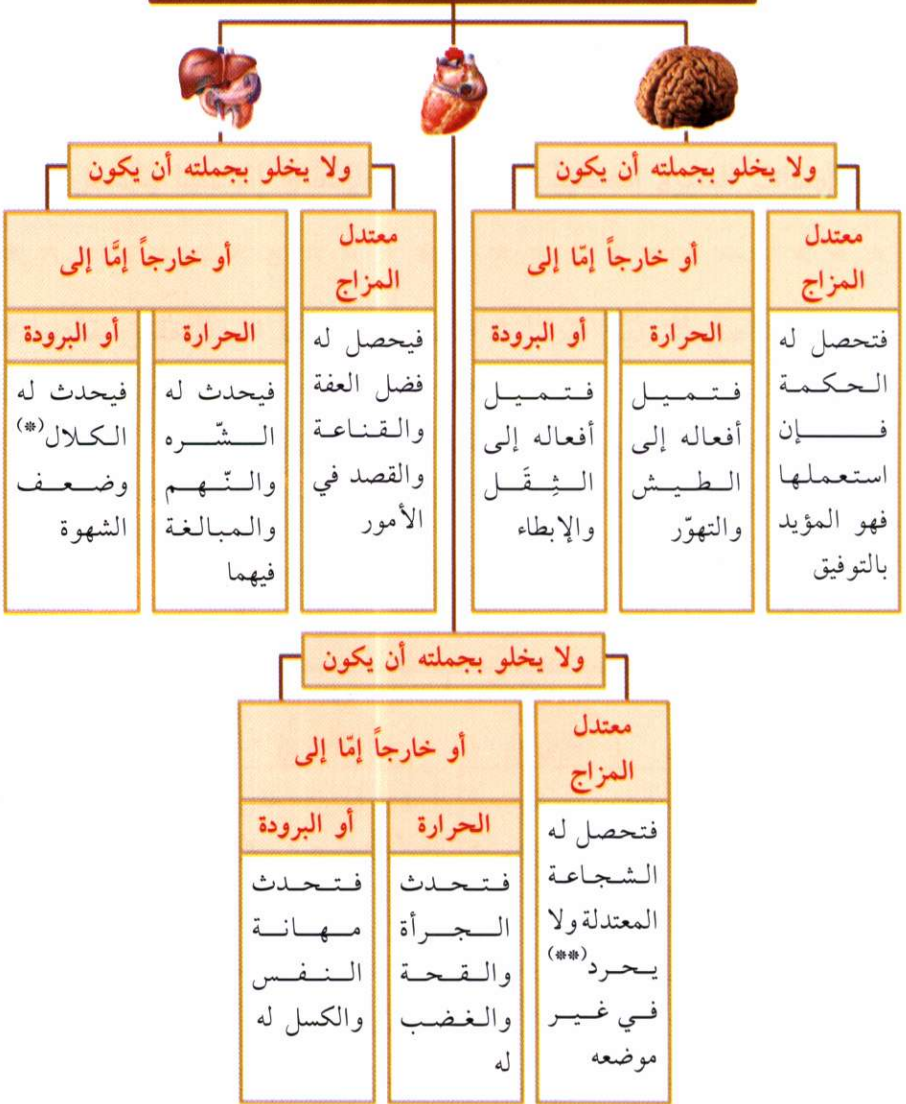 ولا يخلو بجملته أن يكون
معتدل
المزاج
فتحصل له
الحكمة
فإن
استعملها
فهو المؤيد
بالتوفيق
أو خارجاً إمّا إلى
الحرارة
فتميل
أفعاله إلى
الطيش
والتهوّر
أو البرودة
فتميل
أفعاله إلى
الثِقَل
والإبطاء
ولا يخلو بجملته أن يكون
معتدل
المزاج
فيحصل له
فضل العفة
والقناعة
والقصد في
الأمور
أو خارجاً إمَّا إلى
الحرارة
فيحدث له
الشّره
والنّهم
والمبالغة
فيهما
أو البرودة
فيحدث له
الكلال(*)
وضعف
الشهوة
ولا يخلو بجملته أن يكون
معتدل
المزاج
فتحصل له
الشجاعة
المعتدلة ولا
يحرد(**)
في غير
موضعه
أو خارجاً إمّا إلى
الحرارة
فتحدث
الجرأة
والقحة
والغضب
له
أو البرودة
فتحدث
مهانة
النفس
والكسل له